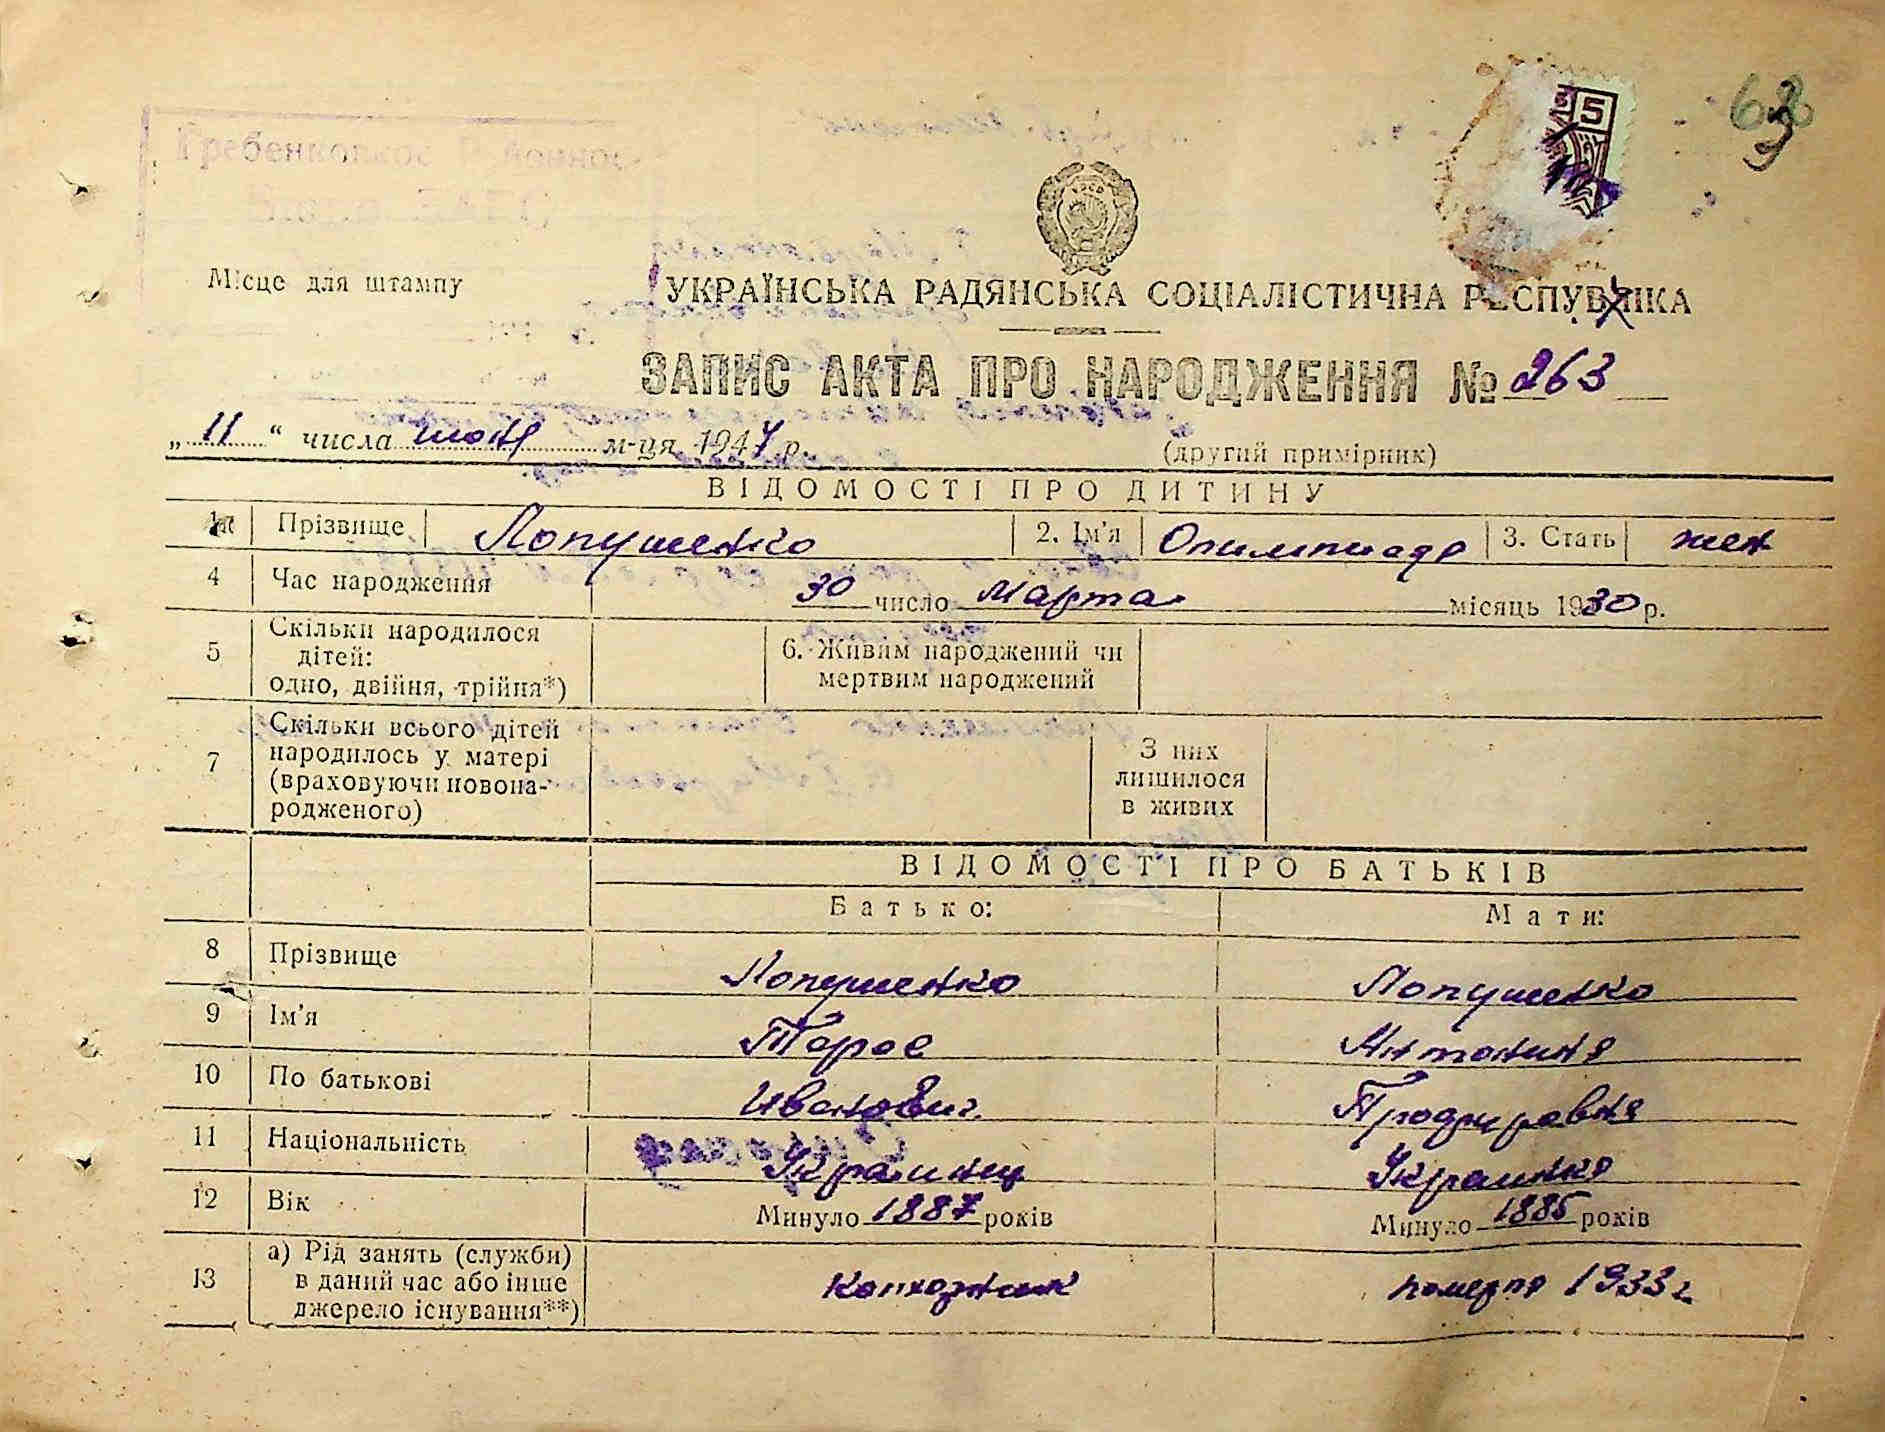 63
3
5
Гребенковское Районное
Бюро ЗАГС
Місце для штампу
УРСР
УКРАЇНСЬКА РАДЯНСЬКА СОЦІАЛІСТИЧНА РЕСПУБЛІКА
ЗАПИС АКТА ПРО НАРОДЖЕННЯ № 263
„ 11 “ числа июня м-ця 1947 р. (другий примірник)
ВІДОМОСТІ ПРО ДИТИНУ
1 Прізвище Лопушенко 2. Ім’я Олимпиада 3. Стать жен
4 Час народження 30 число марта місяць 1930 р.
5 Скільки народилося дітей: одно, двійня, трійня*) 6. Живим народжений чи мертвим народжений
7 Скільки всього дітей народилось у матері (враховуючи новонародженого) З них лишилося в живих
ВІДОМОСТІ ПРО БАТЬКІВ
Батько: Мати:
8 Прізвище Лопушенко Лопушенко
9 Ім’я Тарас Антонина
10 По батькові Иванович
11 Національність Украинец Украинка
12 Вік Минуло 1887 років Минуло 1885 років
13 а) Рід занять (служби) в даний час або інше джерело існування**) колхозник померла 1933 г